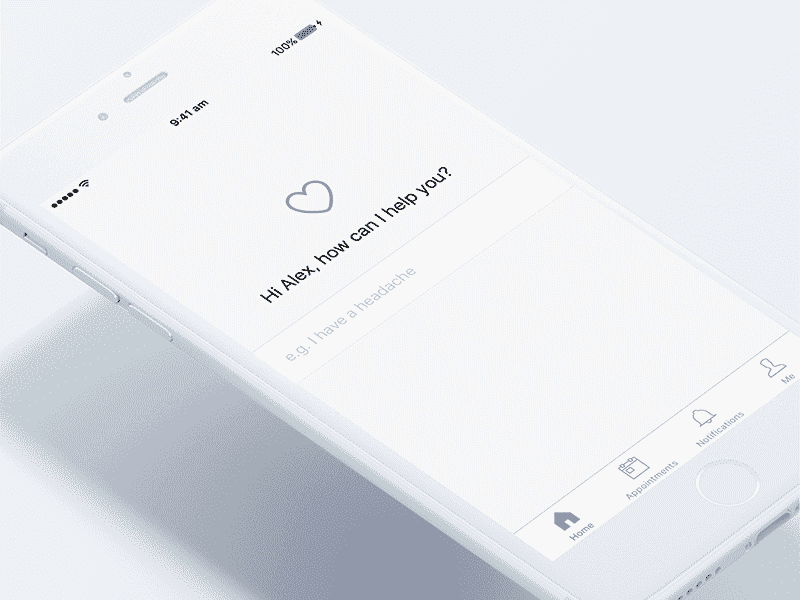 100%
9:41 am
Hi Alex, how can I help you?
e.g. I have a headache
Home
Appointments
Notifications
Me